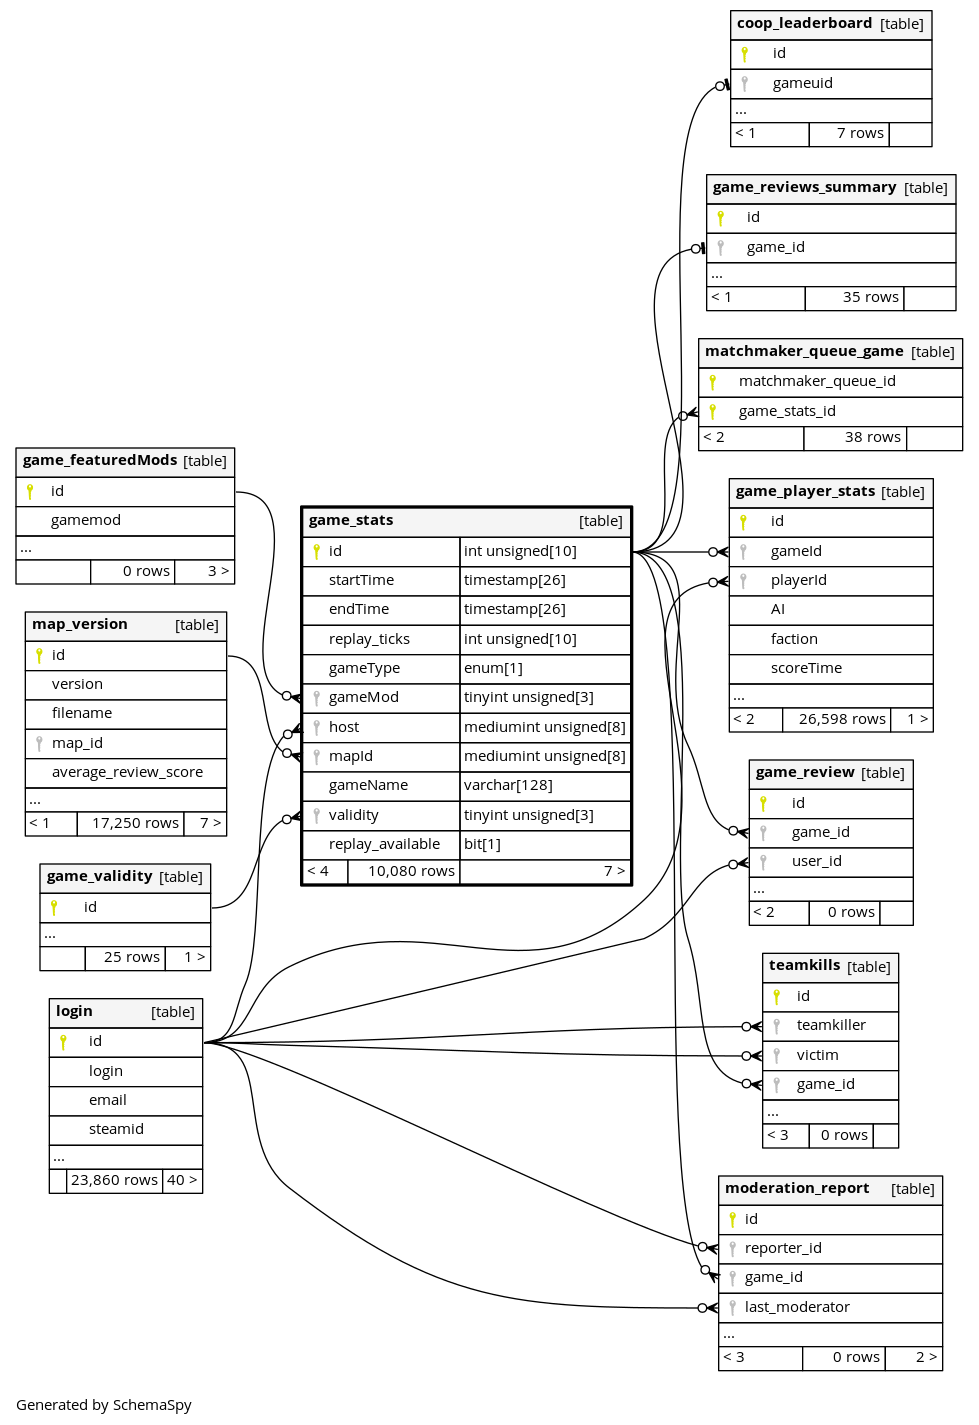 coop_leaderboard [table]
id
gameuid
...
< 1 7 rows
game_reviews_summary [table]
id
game_id
...
< 1 35 rows
matchmaker_queue_game [table]
matchmaker_queue_id
game_stats_id
< 2 38 rows
game_featuredMods [table]
id
gamemod
...
0 rows 3 >
map_version [table]
id
version
filename
map_id
average_review_score
...
< 1 17,250 rows 7 >
game_validity [table]
id
...
25 rows 1 >
login [table]
id
login
email
steamid
...
23,860 rows 40 >
game_stats [table]
id int unsigned[10]
startTime timestamp[26]
endTime timestamp[26]
replay_ticks int unsigned[10]
gameType enum[1]
gameMod tinyint unsigned[3]
host mediumint unsigned[8]
mapId mediumint unsigned[8]
gameName varchar[128]
validity tinyint unsigned[3]
replay_available bit[1]
< 4 10,080 rows 7 >
game_player_stats [table]
id
gameId
playerId
AI
faction
scoreTime
...
< 2 26,598 rows 1 >
game_review [table]
id
game_id
user_id
...
< 2 0 rows
teamkills [table]
id
teamkiller
victim
game_id
...
< 3 0 rows
moderation_report [table]
id
reporter_id
game_id
last_moderator
...
< 3 0 rows 2 >
Generated by SchemaSpy